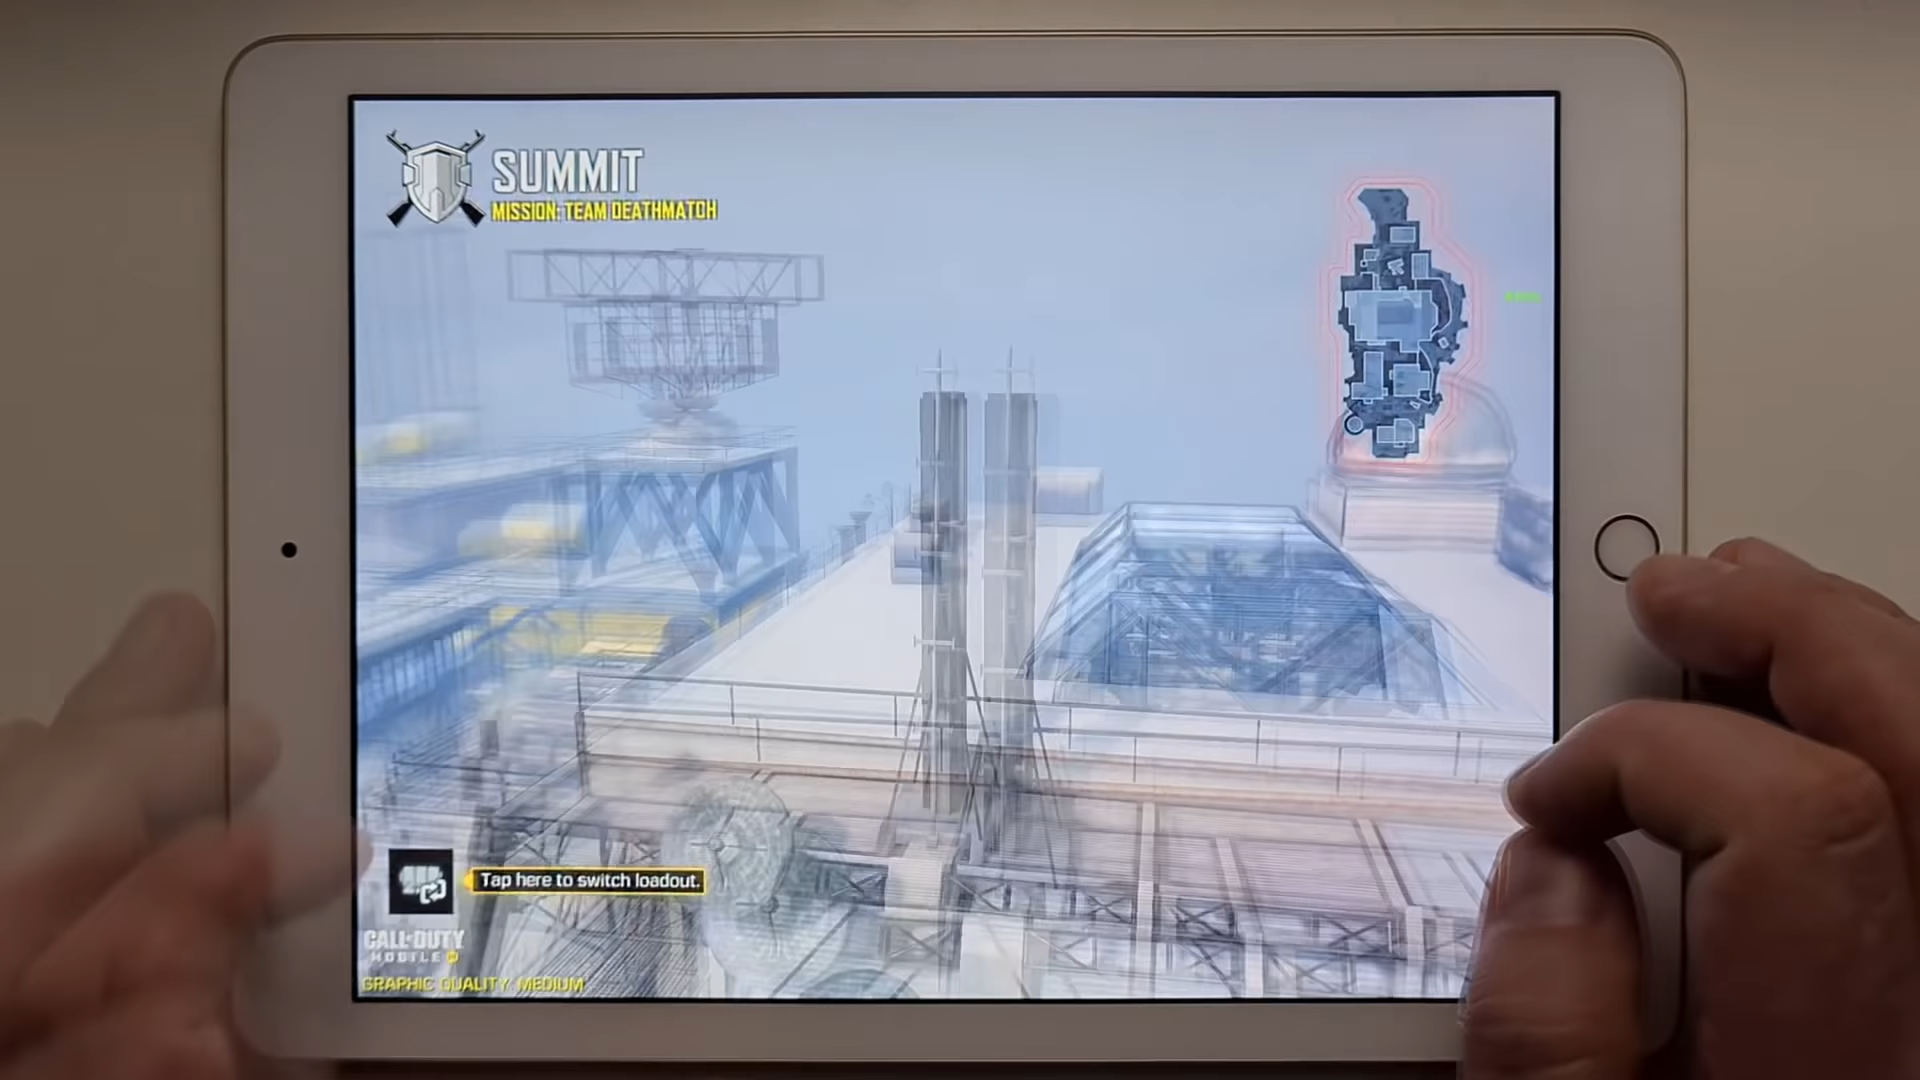 SUMMIT
MISSION: TEAM DEATHMATCH
Tap here to switch loadout.
CALL OF DUTY
MOBILE
GRAPHIC QUALITY MEDIUM